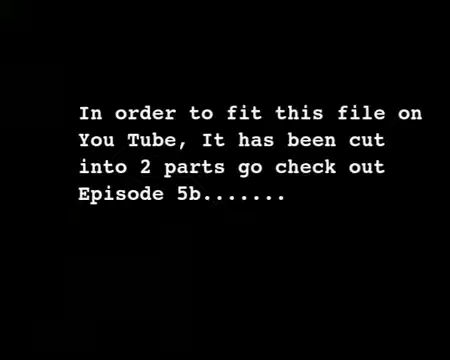 In order to fit this file on
You Tube, It has been cut
into 2 parts go check out
Episode 5b.......